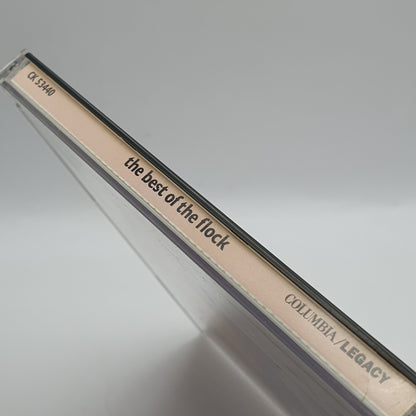 CK 53440
the best of the flock
COLUMBIA/LEGACY